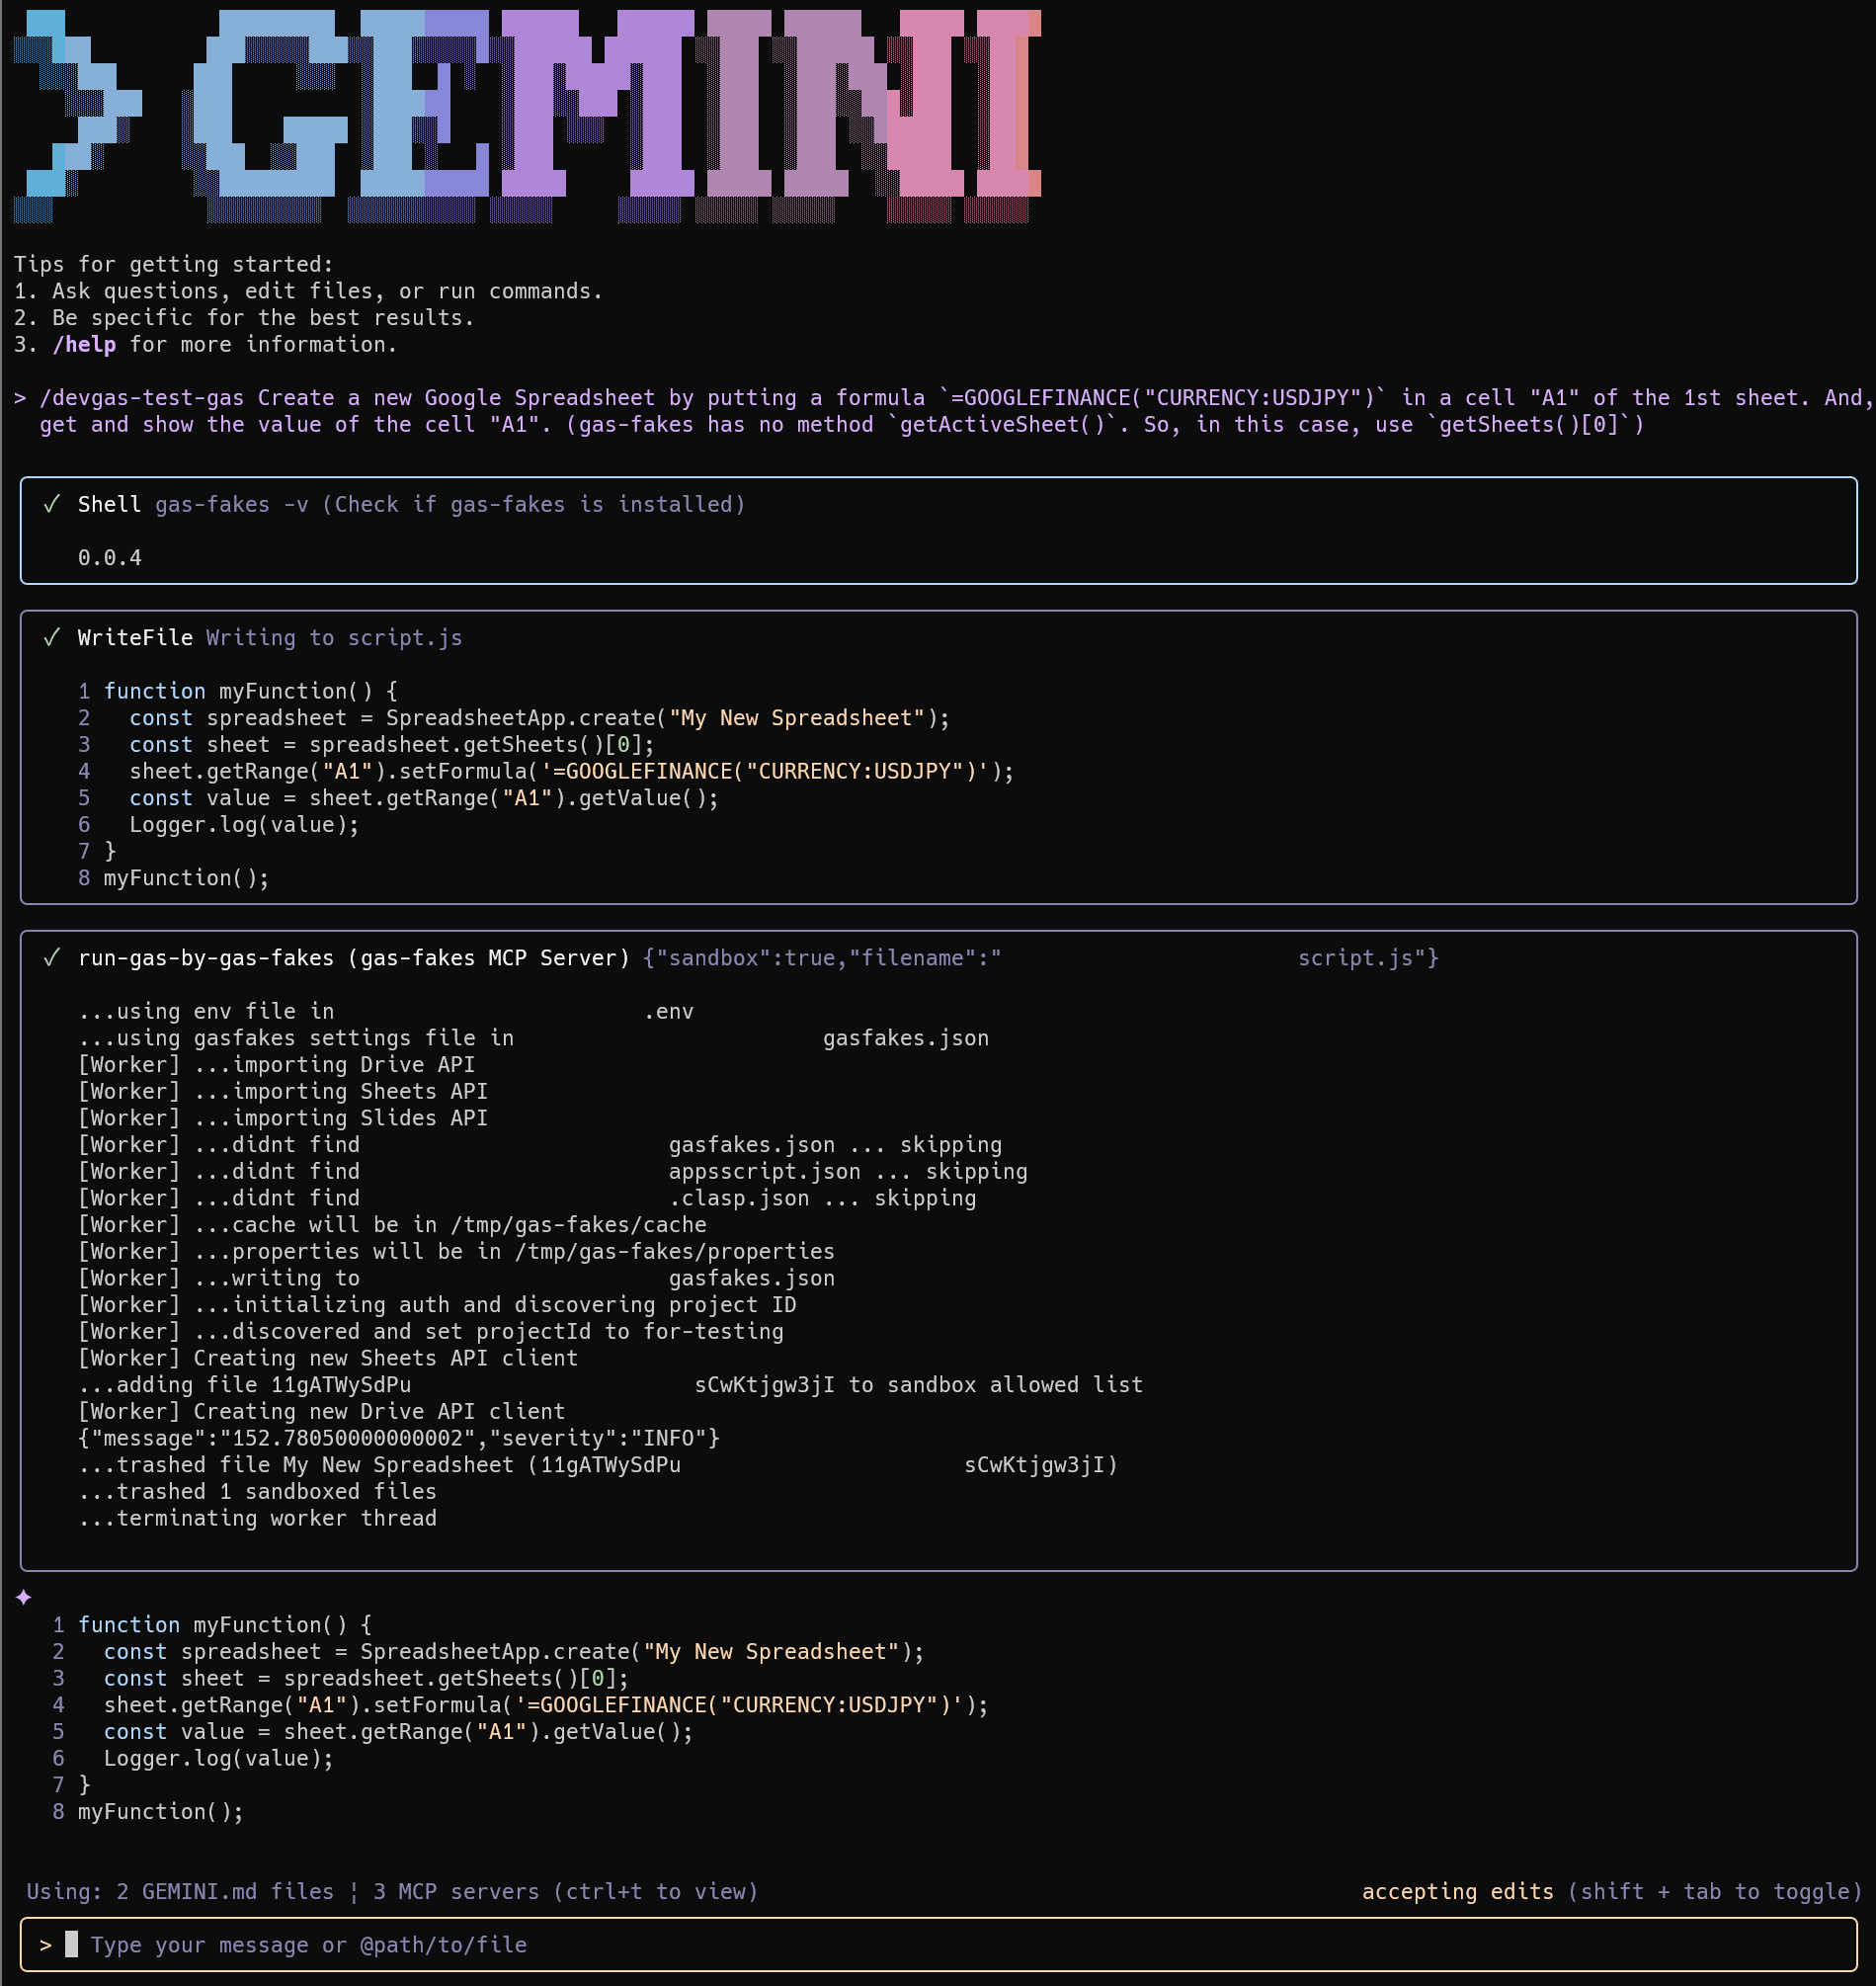 > GEMINI
Tips for getting started:
1. Ask questions, edit files, or run commands.
2. Be specific for the best results.
3. /help for more information.
> /devgas-test-gas Create a new Google Spreadsheet by putting a formula `=GOOGLEFINANCE("CURRENCY:USDJPY")` in a cell "A1" of the 1st sheet. And,
get and show the value of the cell "A1". (gas-fakes has no method `getActiveSheet()`. So, in this case, use `getSheets()[0]`)
✓ Shell gas-fakes -v (Check if gas-fakes is installed)
0.0.4
✓ WriteFile Writing to script.js
1 function myFunction() {
2   const spreadsheet = SpreadsheetApp.create("My New Spreadsheet");
3   const sheet = spreadsheet.getSheets()[0];
4   sheet.getRange("A1").setFormula('=GOOGLEFINANCE("CURRENCY:USDJPY")');
5   const value = sheet.getRange("A1").getValue();
6   Logger.log(value);
7 }
8 myFunction();
✓ run-gas-by-gas-fakes (gas-fakes MCP Server) {"sandbox":true,"filename":" script.js"}
...using env file in .env
...using gasfakes settings file in gasfakes.json
[Worker] ...importing Drive API
[Worker] ...importing Sheets API
[Worker] ...importing Slides API
[Worker] ...didnt find gasfakes.json ... skipping
[Worker] ...didnt find appsscript.json ... skipping
[Worker] ...didnt find .clasp.json ... skipping
[Worker] ...cache will be in /tmp/gas-fakes/cache
[Worker] ...properties will be in /tmp/gas-fakes/properties
[Worker] ...writing to gasfakes.json
[Worker] ...initializing auth and discovering project ID
[Worker] ...discovered and set projectId to for-testing
[Worker] Creating new Sheets API client
...adding file 11gATWySdPu sCwKtjgw3jI to sandbox allowed list
[Worker] Creating new Drive API client
{"message":"152.78050000000002","severity":"INFO"}
...trashed file My New Spreadsheet (11gATWySdPu sCwKtjgw3jI)
...trashed 1 sandboxed files
...terminating worker thread
✦
1 function myFunction() {
2   const spreadsheet = SpreadsheetApp.create("My New Spreadsheet");
3   const sheet = spreadsheet.getSheets()[0];
4   sheet.getRange("A1").setFormula('=GOOGLEFINANCE("CURRENCY:USDJPY")');
5   const value = sheet.getRange("A1").getValue();
6   Logger.log(value);
7 }
8 myFunction();
Using: 2 GEMINI.md files ¦ 3 MCP servers (ctrl+t to view) accepting edits (shift + tab to toggle)
> Type your message or @path/to/file